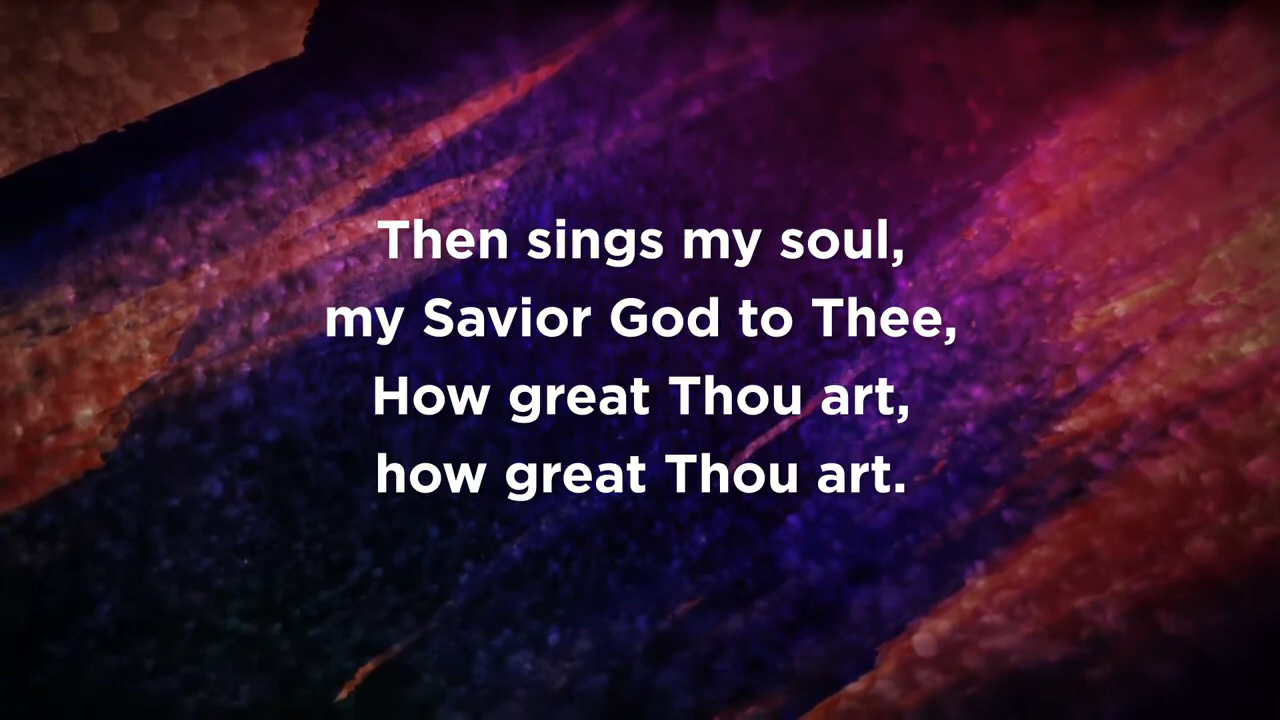 Then sings my soul,
my Savior God to Thee,
How great Thou art,
how great Thou art.